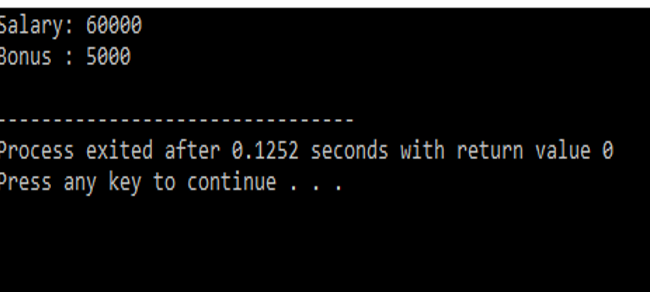 Salary: 60000
Bonus : 5000
--------------------------------
Process exited after 0.1252 seconds with return value 0
Press any key to continue . . .